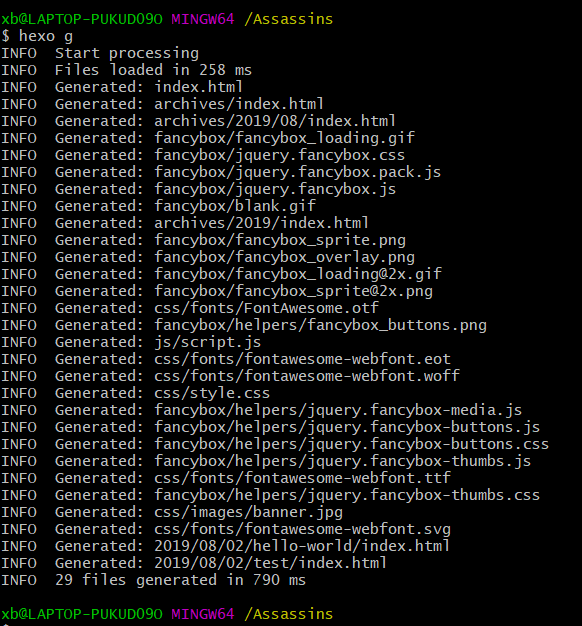 xb@LAPTOP-PUKUD09O MINGW64 /Assassins
$ hexo g
INFO  Start processing
INFO  Files loaded in 258 ms
INFO  Generated: index.html
INFO  Generated: archives/index.html
INFO  Generated: archives/2019/08/index.html
INFO  Generated: fancybox/fancybox_loading.gif
INFO  Generated: fancybox/jquery.fancybox.css
INFO  Generated: fancybox/jquery.fancybox.pack.js
INFO  Generated: fancybox/jquery.fancybox.js
INFO  Generated: fancybox/blank.gif
INFO  Generated: archives/2019/index.html
INFO  Generated: fancybox/fancybox_sprite.png
INFO  Generated: fancybox/fancybox_overlay.png
INFO  Generated: fancybox/fancybox_loading@2x.gif
INFO  Generated: fancybox/fancybox_sprite@2x.png
INFO  Generated: css/fonts/FontAwesome.otf
INFO  Generated: fancybox/helpers/fancybox_buttons.png
INFO  Generated: js/script.js
INFO  Generated: css/fonts/fontawesome-webfont.eot
INFO  Generated: css/fonts/fontawesome-webfont.woff
INFO  Generated: css/style.css
INFO  Generated: fancybox/helpers/jquery.fancybox-media.js
INFO  Generated: fancybox/helpers/jquery.fancybox-buttons.js
INFO  Generated: fancybox/helpers/jquery.fancybox-buttons.css
INFO  Generated: fancybox/helpers/jquery.fancybox-thumbs.js
INFO  Generated: css/fonts/fontawesome-webfont.ttf
INFO  Generated: fancybox/helpers/jquery.fancybox-thumbs.css
INFO  Generated: css/images/banner.jpg
INFO  Generated: css/fonts/fontawesome-webfont.svg
INFO  Generated: 2019/08/02/hello-world/index.html
INFO  Generated: 2019/08/02/test/index.html
INFO  29 files generated in 790 ms
xb@LAPTOP-PUKUD09O MINGW64 /Assassins